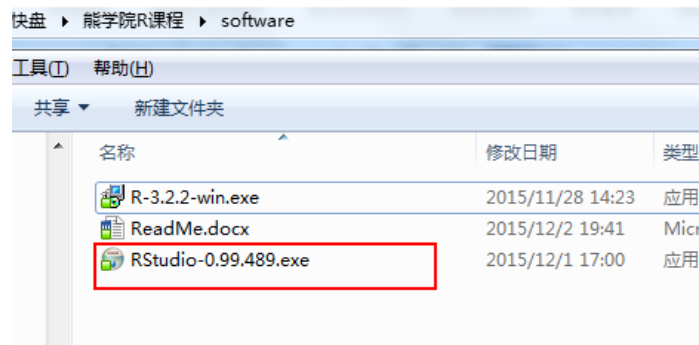 快盘 ▸ 熊学院R课程 ▸ software
工具(T) 帮助(H)
共享 新建文件夹
名称 修改日期 类型
R-3.2.2-win.exe 2015/11/28 14:23 应用
ReadMe.docx 2015/12/2 19:41 Micr
RStudio-0.99.489.exe 2015/12/1 17:00 应用